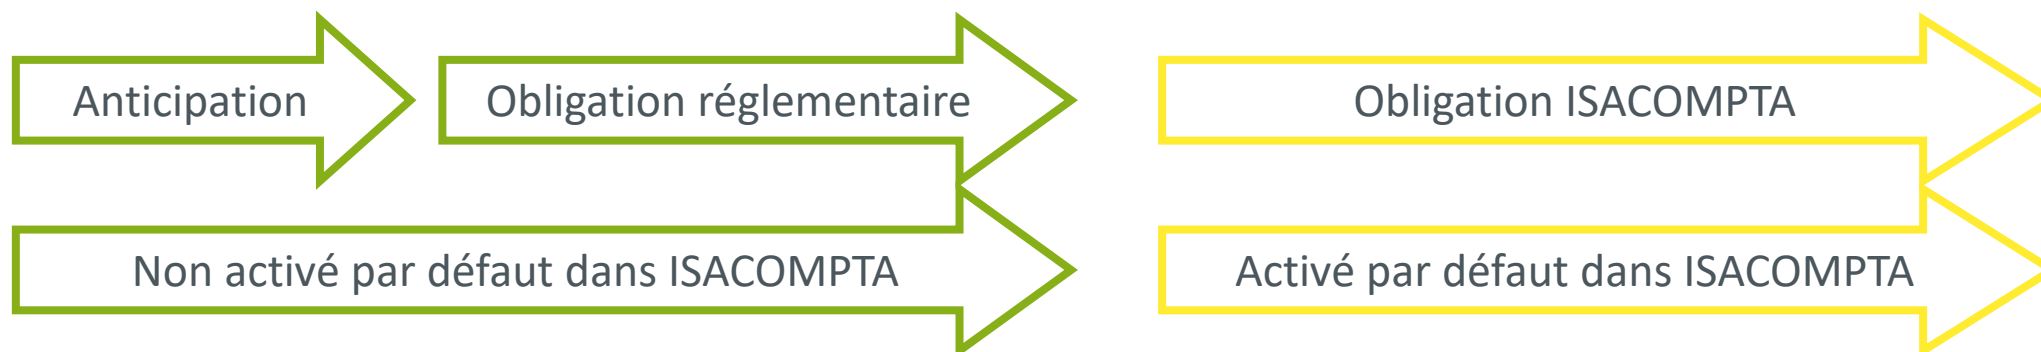 Anticipation
Obligation réglementaire
Obligation ISACOMPTA
Non activé par défaut dans ISACOMPTA
Activé par défaut dans ISACOMPTA